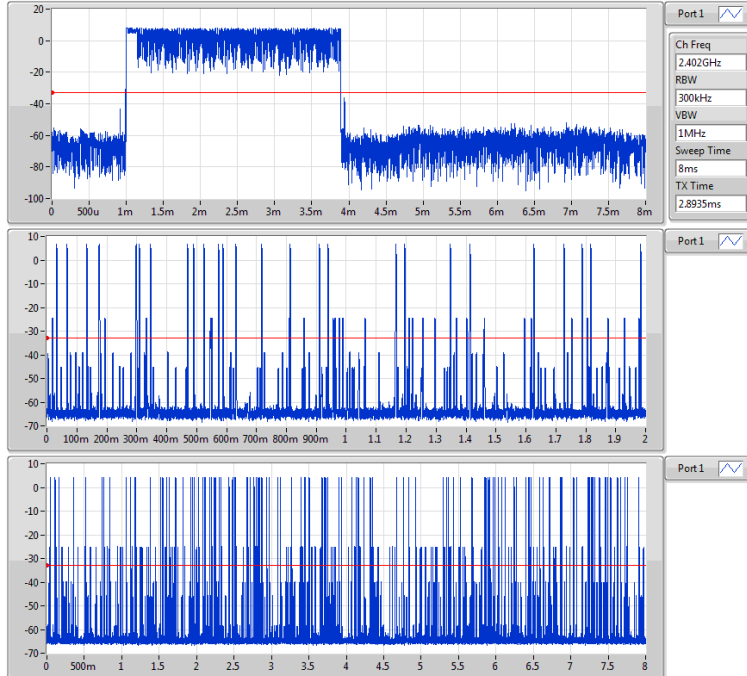 20
0
-20
-40
-60
-80
-100
0 500u 1m 1.5m 2m 2.5m 3m 3.5m 4m 4.5m 5m 5.5m 6m 6.5m 7m 7.5m 8m
Port 1
Ch Freq
2.402GHz
RBW
300kHz
VBW
1MHz
Sweep Time
8ms
TX Time
2.8935ms
10
0
-10
-20
-30
-40
-50
-60
-70
0 100m 200m 300m 400m 500m 600m 700m 800m 900m 1 1.1 1.2 1.3 1.4 1.5 1.6 1.7 1.8 1.9 2
Port 1
10
0
-10
-20
-30
-40
-50
-60
-70
0 500m 1 1.5 2 2.5 3 3.5 4 4.5 5 5.5 6 6.5 7 7.5 8
Port 1